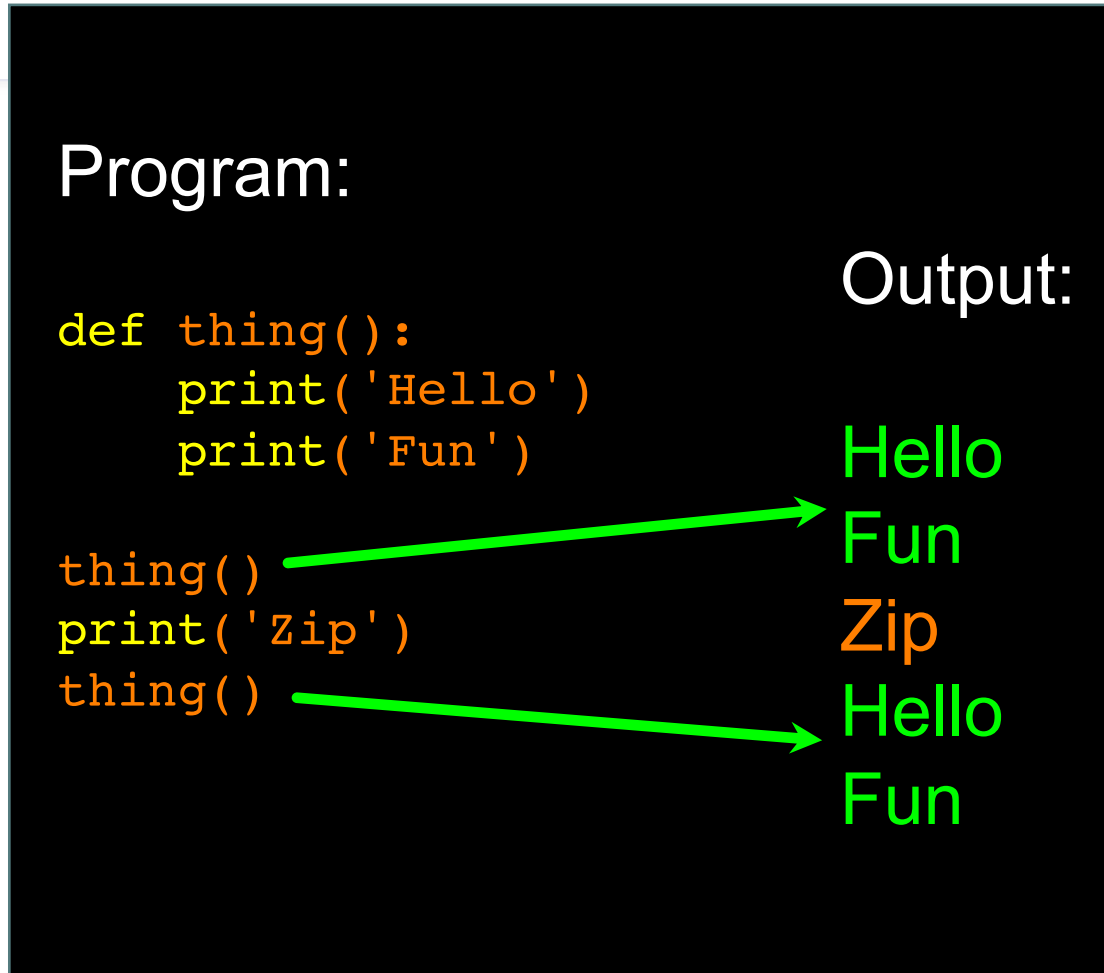 Program:
def thing():
    print('Hello')
    print('Fun')
thing()
print('Zip')
thing()
Output:
Hello
Fun
Zip
Hello
Fun